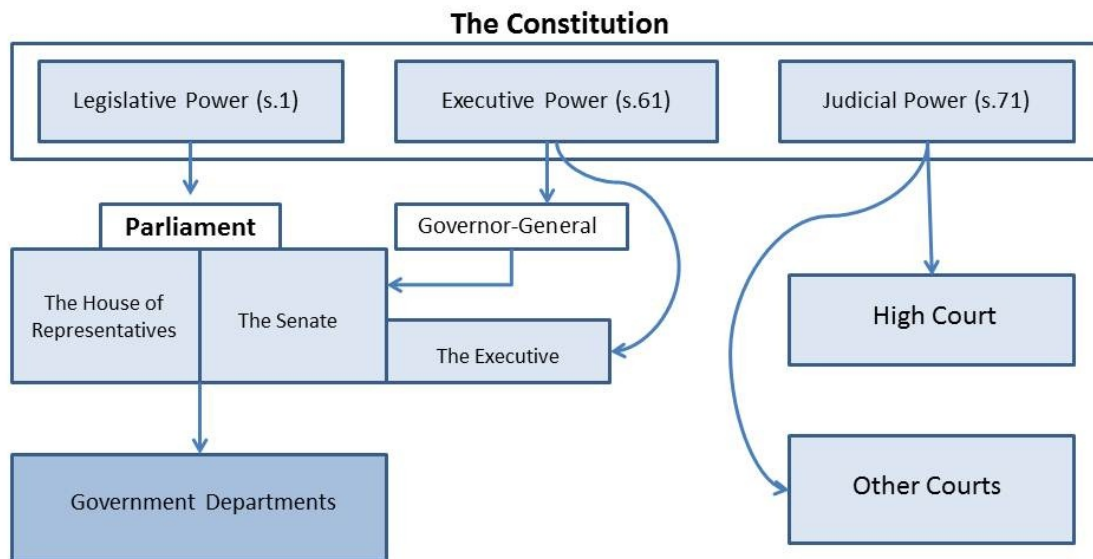 The Constitution
Legislative Power (s.1)
Executive Power (s.61)
Judicial Power (s.71)
Parliament
Governor-General
The House of
Representatives
The Senate
The Executive
High Court
Government Departments
Other Courts